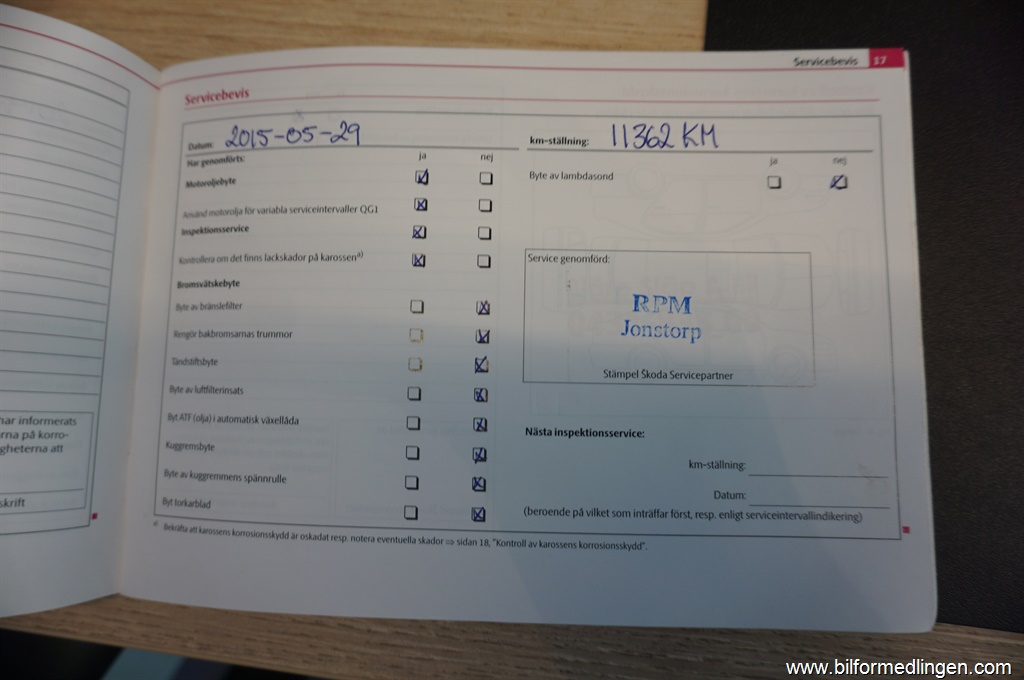 Servicebevis 17
Servicebevis
Datum: 2015-05-29
km-ställning: 11362 KM
Har genomförts:
ja nej
Motoroljebyte
Använd motorolja för variabla serviceintervaller QG1
Inspektionsservice
Kontrollera om det finns lackskador på karossen a)
Bromsvätskebyte
Byte av bränslefilter
Rengör bakbromsarnas trummor
Tändstiftsbyte
Byte av luftfilterinsats
Byt ATF (olja) i automatisk växellåda
Kuggremsbyte
Byte av kuggremmens spännrulle
Byt torkarblad
ja nej
Byte av lambdasond
Service genomförd:
RPM
Jonstorp
Stämpel Škoda Servicepartner
Nästa inspektionsservice:
km-ställning:
Datum:
(beroende på vilket som inträffar först, resp. enligt serviceintervallindikering)
a) Bekräfta att karossens korrosionsskydd är oskadat resp. notera eventuella skador ⇒ sidan 18, "Kontroll av karossens korrosionsskydd".
har informerats
rna på korro-
gheterna att
skrift
www.bilformedlingen.com